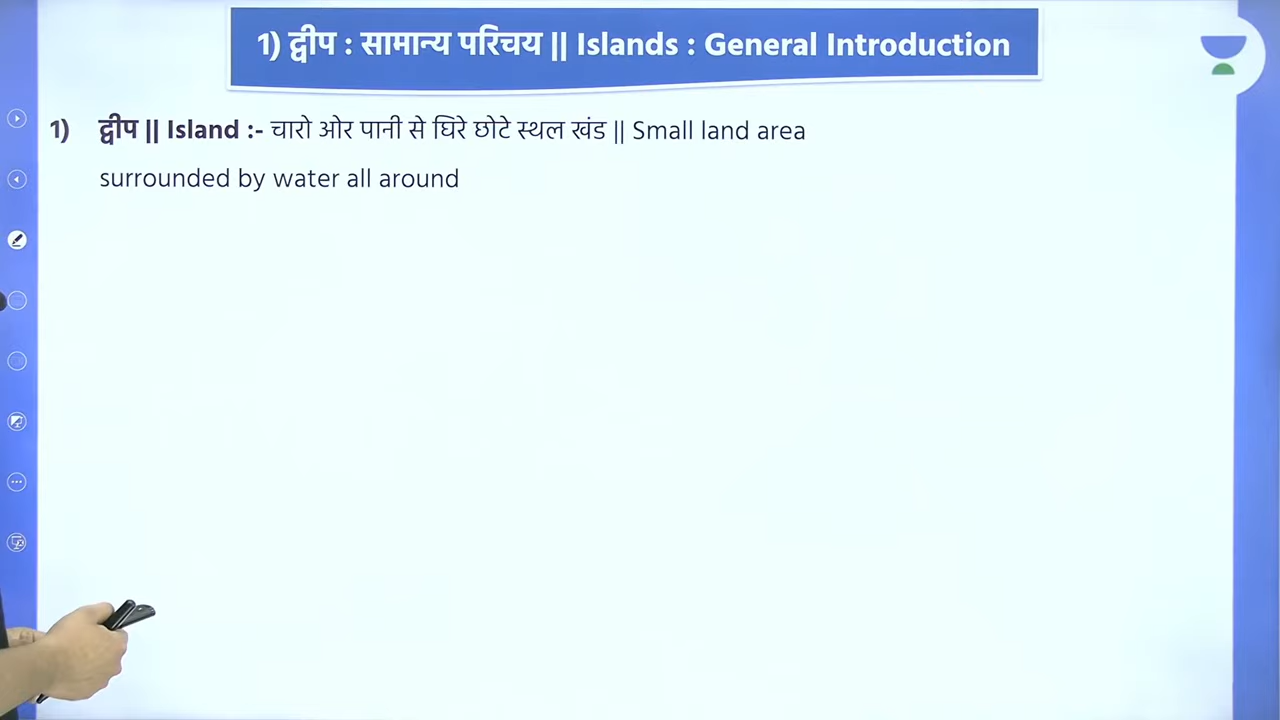 1) द्वीप : सामान्य परिचय || Islands : General Introduction
1) द्वीप || Island :- चारो ओर पानी से घिरे छोटे स्थल खंड || Small land area
surrounded by water all around